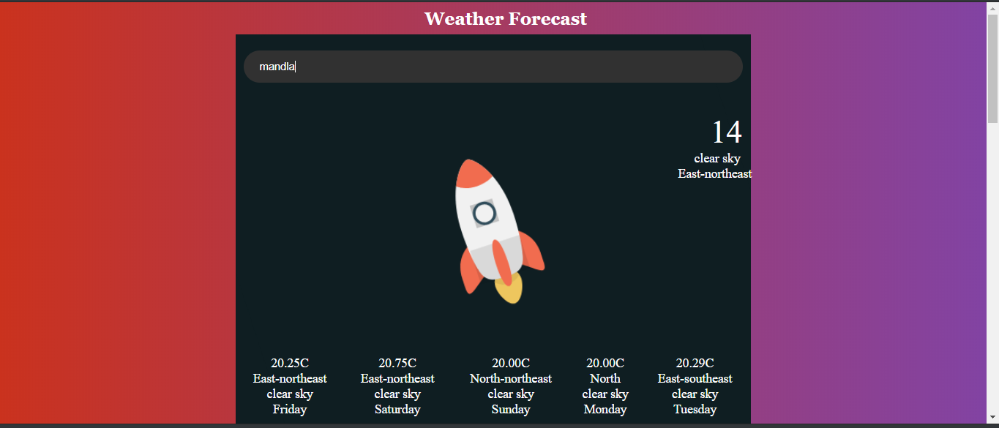 Weather Forecast
mandla
14
clear sky
East-northeast
20.25C
East-northeast
clear sky
Friday
20.75C
East-northeast
clear sky
Saturday
20.00C
North-northeast
clear sky
Sunday
20.00C
North
clear sky
Monday
20.29C
East-southeast
clear sky
Tuesday